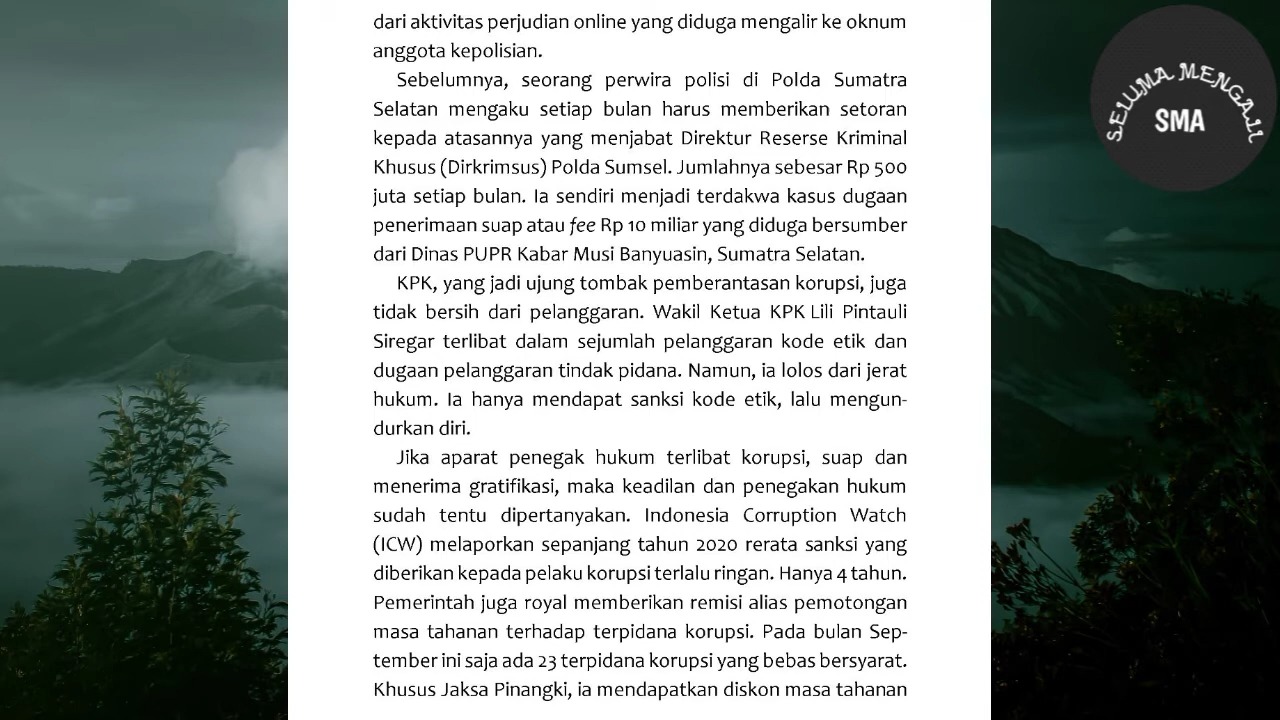 dari aktivitas perjudian online yang diduga mengalir ke oknum
anggota kepolisian.
Sebelumnya, seorang perwira polisi di Polda Sumatra
Selatan mengaku setiap bulan harus memberikan setoran
kepada atasannya yang menjabat Direktur Reserse Kriminal
Khusus (Dirkrimsus) Polda Sumsel. Jumlahnya sebesar Rp 500
juta setiap bulan. Ia sendiri menjadi terdakwa kasus dugaan
penerimaan suap atau fee Rp 10 miliar yang diduga bersumber
dari Dinas PUPR Kabar Musi Banyuasin, Sumatra Selatan.
KPK, yang jadi ujung tombak pemberantasan korupsi, juga
tidak bersih dari pelanggaran. Wakil Ketua KPK Lili Pintauli
Siregar terlibat dalam sejumlah pelanggaran kode etik dan
dugaan pelanggaran tindak pidana. Namun, ia lolos dari jerat
hukum. Ia hanya mendapat sanksi kode etik, lalu mengun-
durkan diri.
Jika aparat penegak hukum terlibat korupsi, suap dan
menerima gratifikasi, maka keadilan dan penegakan hukum
sudah tentu dipertanyakan. Indonesia Corruption Watch
(ICW) melaporkan sepanjang tahun 2020 rerata sanksi yang
diberikan kepada pelaku korupsi terlalu ringan. Hanya 4 tahun.
Pemerintah juga royal memberikan remisi alias pemotongan
masa tahanan terhadap terpidana korupsi. Pada bulan Sep-
tember ini saja ada 23 terpidana korupsi yang bebas bersyarat.
Khusus Jaksa Pinangki, ia mendapatkan diskon masa tahanan
SELUMA MENGAJI
SMA